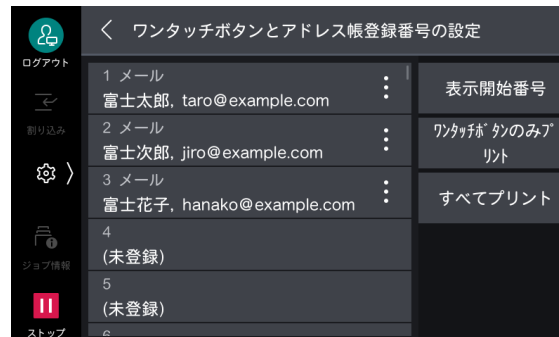 ログアウト
割り込み
ジョブ情報
ストップ
ワンタッチボタンとアドレス帳登録番号の設定
1 メール
富士太郎, taro@example.com
2 メール
富士次郎, jiro@example.com
3 メール
富士花子, hanako@example.com
4
(未登録)
5
(未登録)
6
表示開始番号
ﾜﾝﾀｯﾁﾎﾞﾀﾝのみﾌﾟ
ﾘﾝﾄ
すべてプリント